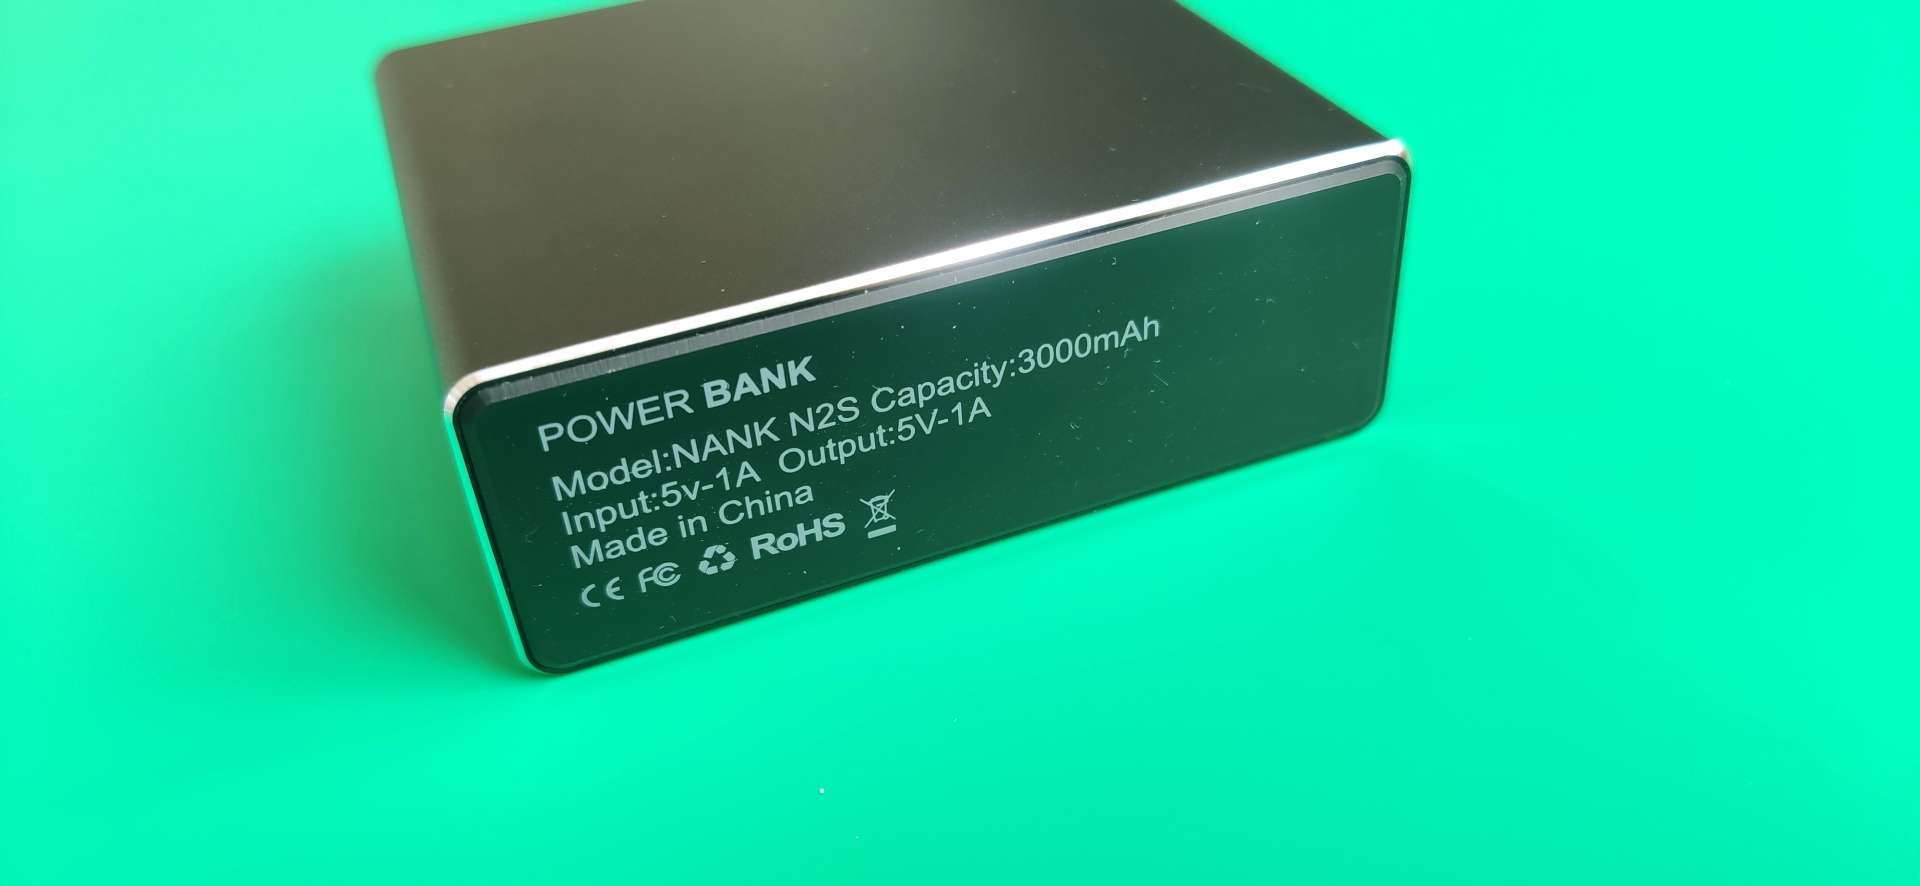 POWER BANK
Model:NANK N2S Capacity:3000mAh
Input:5v-1A Output:5V-1A
Made in China
CE FC RoHS